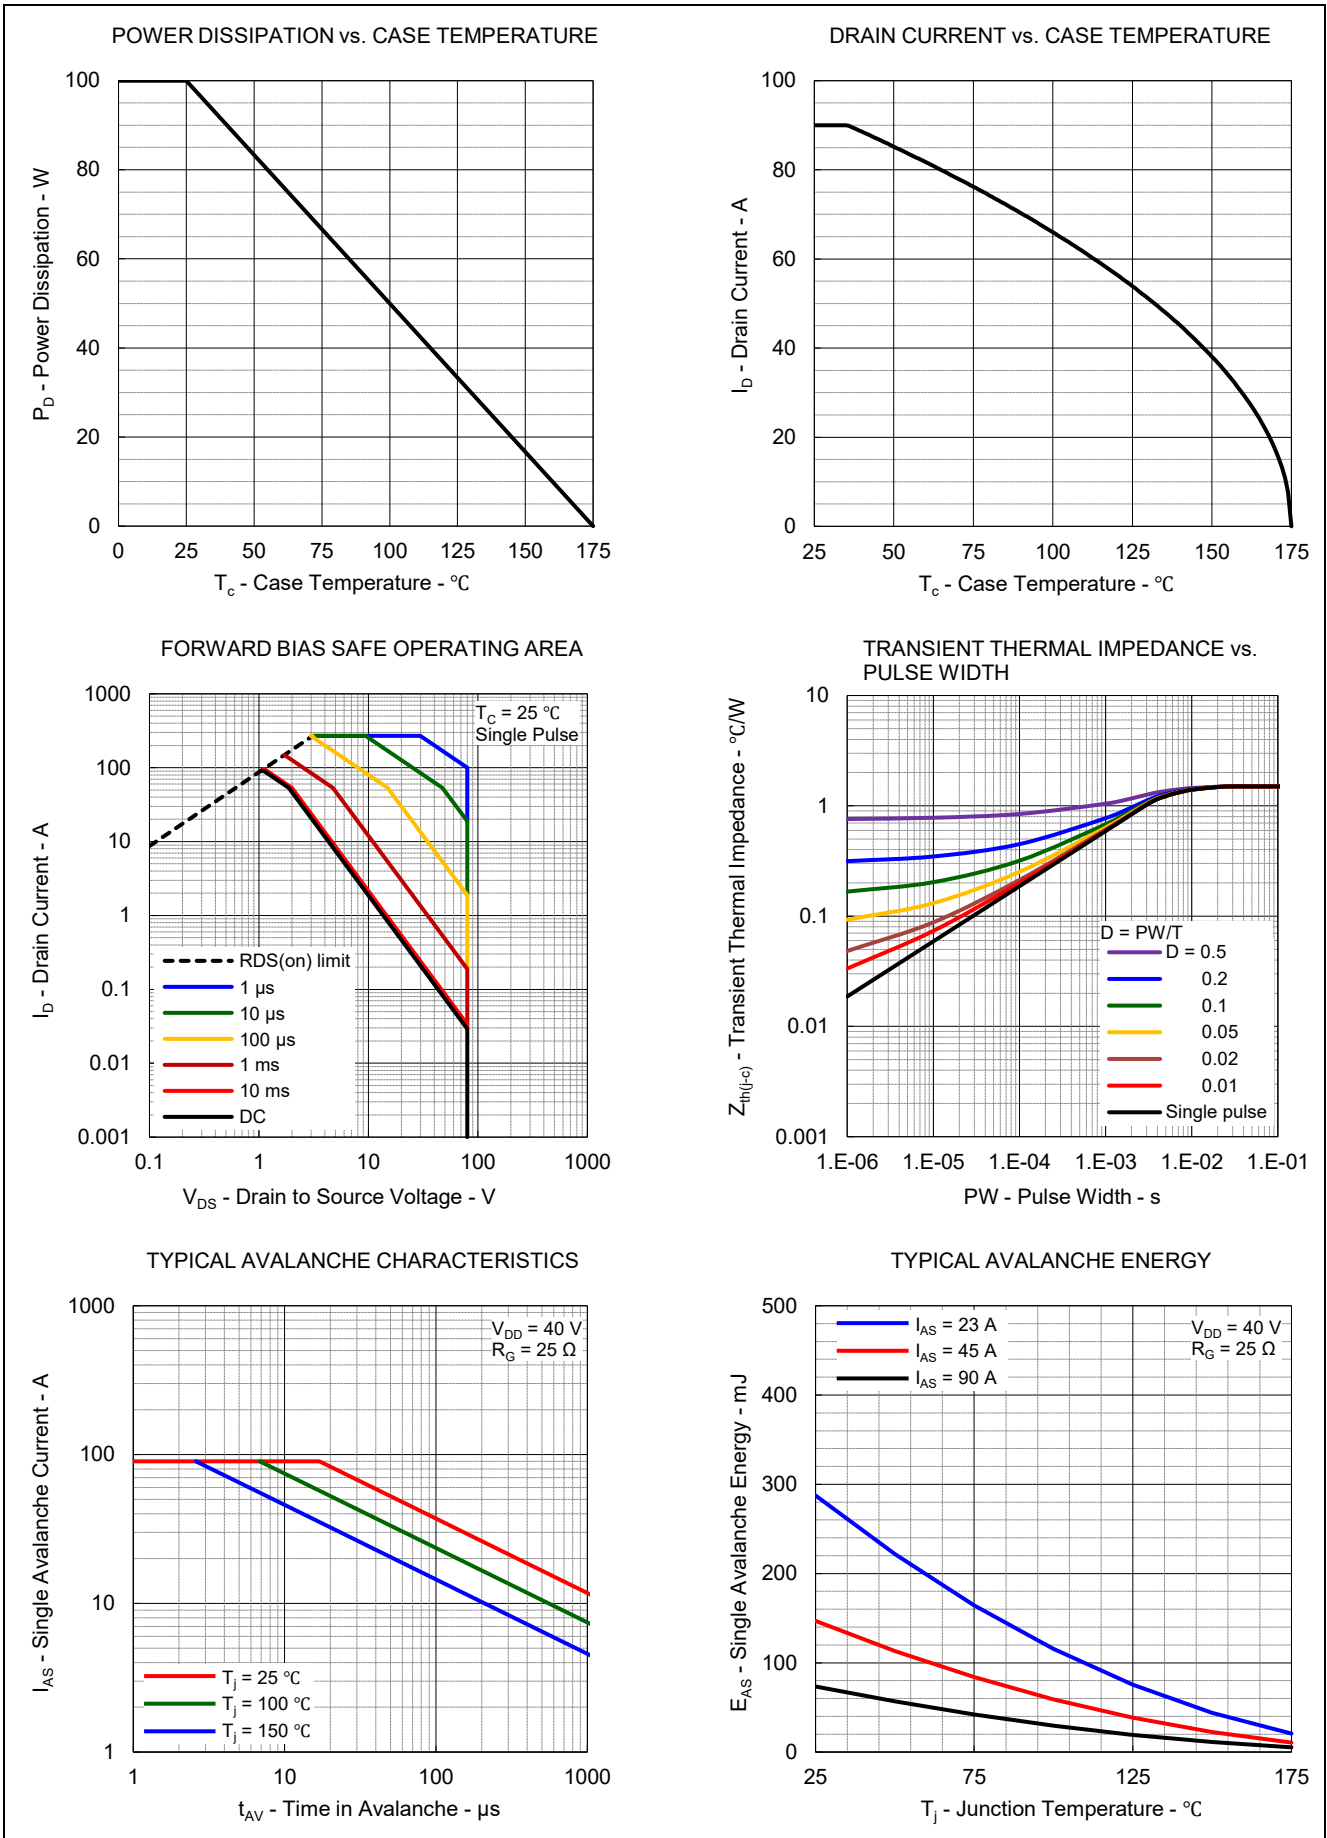 POWER DISSIPATION vs. CASE TEMPERATURE
P_D - Power Dissipation - W
100
80
60
40
20
0
0 25 50 75 100 125 150 175
T_c - Case Temperature - ℃
DRAIN CURRENT vs. CASE TEMPERATURE
I_D - Drain Current - A
100
80
60
40
20
0
25 50 75 100 125 150 175
T_c - Case Temperature - ℃
FORWARD BIAS SAFE OPERATING AREA
I_D - Drain Current - A
1000
100
10
1
0.1
0.01
0.001
T_C = 25 ℃
Single Pulse
RDS(on) limit
1 µs
10 µs
100 µs
1 ms
10 ms
DC
0.1 1 10 100 1000
V_DS - Drain to Source Voltage - V
TRANSIENT THERMAL IMPEDANCE vs.
PULSE WIDTH
Z_th(j-c) - Transient Thermal Impedance - ℃/W
10
1
0.1
0.01
0.001
D = PW/T
D = 0.5
0.2
0.1
0.05
0.02
0.01
Single pulse
1.E-06 1.E-05 1.E-04 1.E-03 1.E-02 1.E-01
PW - Pulse Width - s
TYPICAL AVALANCHE CHARACTERISTICS
I_AS - Single Avalanche Current - A
1000
100
10
1
V_DD = 40 V
R_G = 25 Ω
T_j = 25 ℃
T_j = 100 ℃
T_j = 150 ℃
1 10 100 1000
t_AV - Time in Avalanche - µs
TYPICAL AVALANCHE ENERGY
E_AS - Single Avalanche Energy - mJ
500
400
300
200
100
0
I_AS = 23 A
I_AS = 45 A
I_AS = 90 A
V_DD = 40 V
R_G = 25 Ω
25 75 125 175
T_j - Junction Temperature - ℃